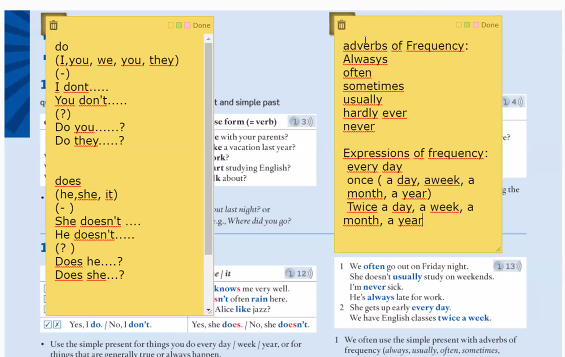 Done
do
(I,you, we, you, they)
(-)
I dont.....
You don't.....
(?)
Do you......?
Do they.....?
does
(he,she, it)
(- )
She doesn't ....
He doesn't.....
(? )
Does he....?
Does she...?
Done
adverbs of Frequency:
Alwasys
often
sometimes
usually
hardly ever
never
Expressions of frequency:
every day
once ( a day, aweek, a
month, a year)
Twice a day, a week, a
month, a year
t and simple past
se form (= verb)
1 3
with your parents?
a vacation last year?
studying English?
about?
out last night? or
e.g., Where did you go?
/ it
1 12
knows me very well.
sn't often rain here.
Alice like jazz?
Yes, I do. / No, I don't.
Yes, she does. / No, she doesn't.
• Use the simple present for things you do every day / week / year, or for
things that are generally true or always happen.
1 4
g the
1 We often go out on Friday night.
She doesn't usually study on weekends.
I'm never sick.
He's always late for work.
2 She gets up early every day.
We have English classes twice a week.
1 13
1 We often use the simple present with adverbs of
frequency (always, usually, often, sometimes,